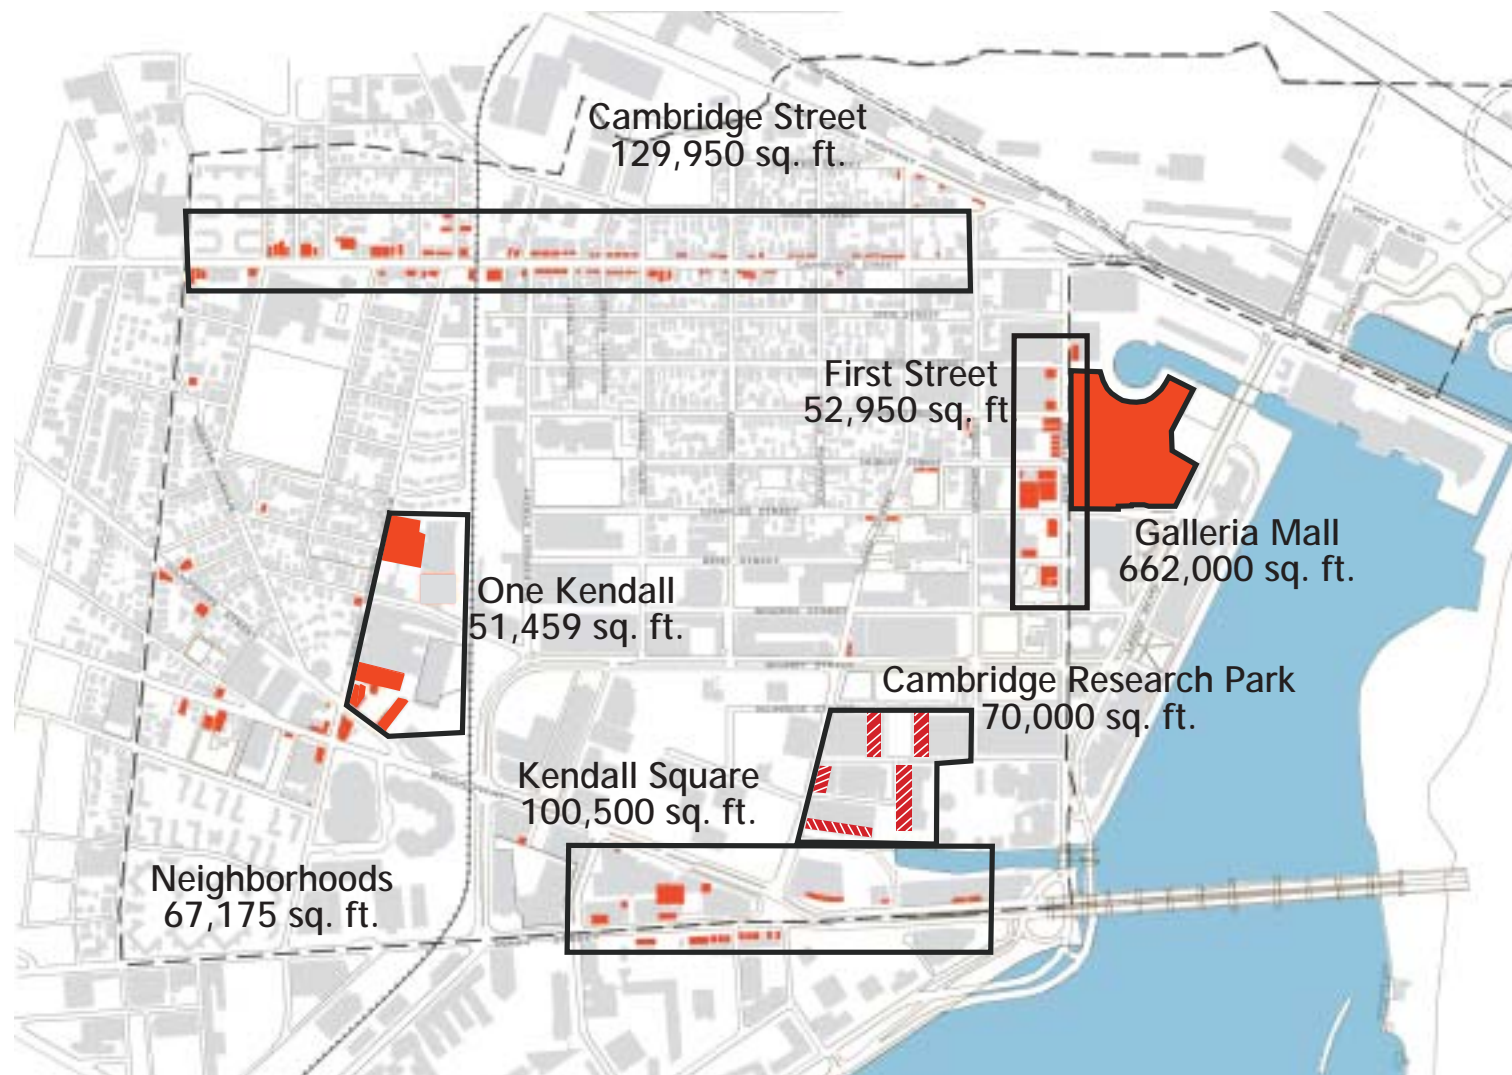 Cambridge Street
129,950 sq. ft.
First Street
52,950 sq. ft.
Galleria Mall
662,000 sq. ft.
One Kendall
51,459 sq. ft.
Cambridge Research Park
70,000 sq. ft.
Kendall Square
100,500 sq. ft.
Neighborhoods
67,175 sq. ft.